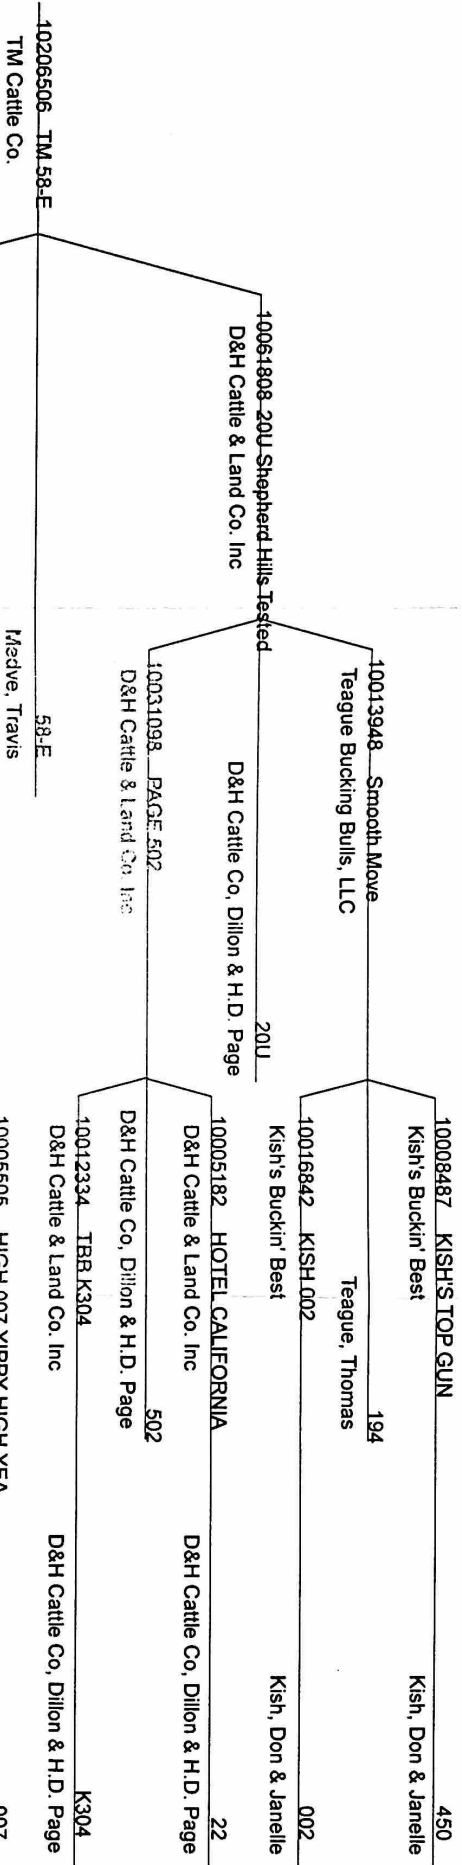 10008487 KISH'S TOP GUN 450
Kish's Buckin' Best Kish, Don & Janelle
10013948 Smooth Move 194
Teague Bucking Bulls, LLC Teague, Thomas
10016842 KISH 002 002
Kish's Buckin' Best Kish, Don & Janelle
10061808 20U Shepherd Hills Tested 20U
D&H Cattle & Land Co. Inc D&H Cattle Co, Dillon & H.D. Page
10005182 HOTEL CALIFORNIA 22
D&H Cattle & Land Co. Inc D&H Cattle Co, Dillon & H.D. Page
10031098 PAGE 502 502
D&H Cattle & Land Co. Inc D&H Cattle Co, Dillon & H.D. Page
10012334 TBR K304 K304
D&H Cattle & Land Co. Inc D&H Cattle Co, Dillon & H.D. Page
10206506 TM 58-E 58-E
TM Cattle Co. Medve, Travis